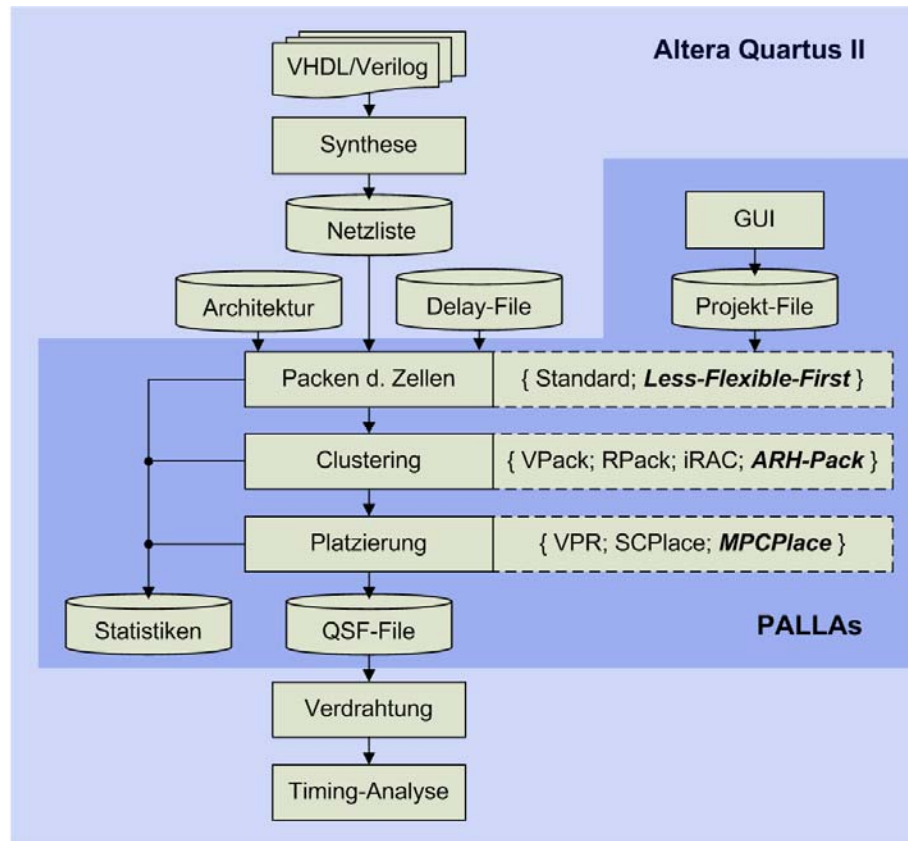 VHDL/Verilog
Altera Quartus II
Synthese
Netzliste
GUI
Architektur
Delay-File
Projekt-File
Packen d. Zellen
{ Standard; Less-Flexible-First }
Clustering
{ VPack; RPack; iRAC; ARH-Pack }
Platzierung
{ VPR; SCPlace; MPCPlace }
Statistiken
QSF-File
PALLAs
Verdrahtung
Timing-Analyse